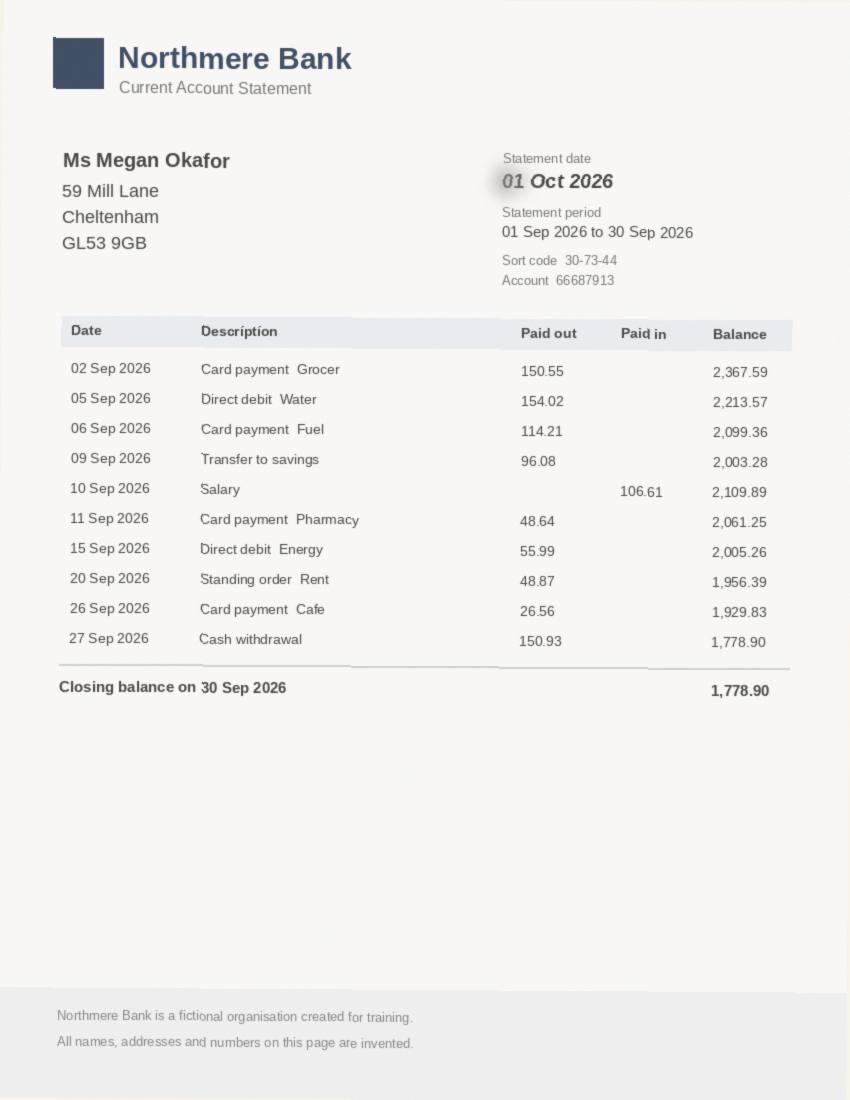 Northmere Bank
Current Account Statement
Ms Megan Okafor
59 Mill Lane
Cheltenham
GL53 9GB
Statement date
01 Oct 2026
Statement period
01 Sep 2026 to 30 Sep 2026
Sort code 30-73-44
Account 66687913
Date Description Paid out Paid in Balance
02 Sep 2026 Card payment Grocer 150.55 2,367.59
05 Sep 2026 Direct debit Water 154.02 2,213.57
06 Sep 2026 Card payment Fuel 114.21 2,099.36
09 Sep 2026 Transfer to savings 96.08 2,003.28
10 Sep 2026 Salary 106.61 2,109.89
11 Sep 2026 Card payment Pharmacy 48.64 2,061.25
15 Sep 2026 Direct debit Energy 55.99 2,005.26
20 Sep 2026 Standing order Rent 48.87 1,956.39
26 Sep 2026 Card payment Cafe 26.56 1,929.83
27 Sep 2026 Cash withdrawal 150.93 1,778.90
Closing balance on 30 Sep 2026 1,778.90
Northmere Bank is a fictional organisation created for training.
All names, addresses and numbers on this page are invented.